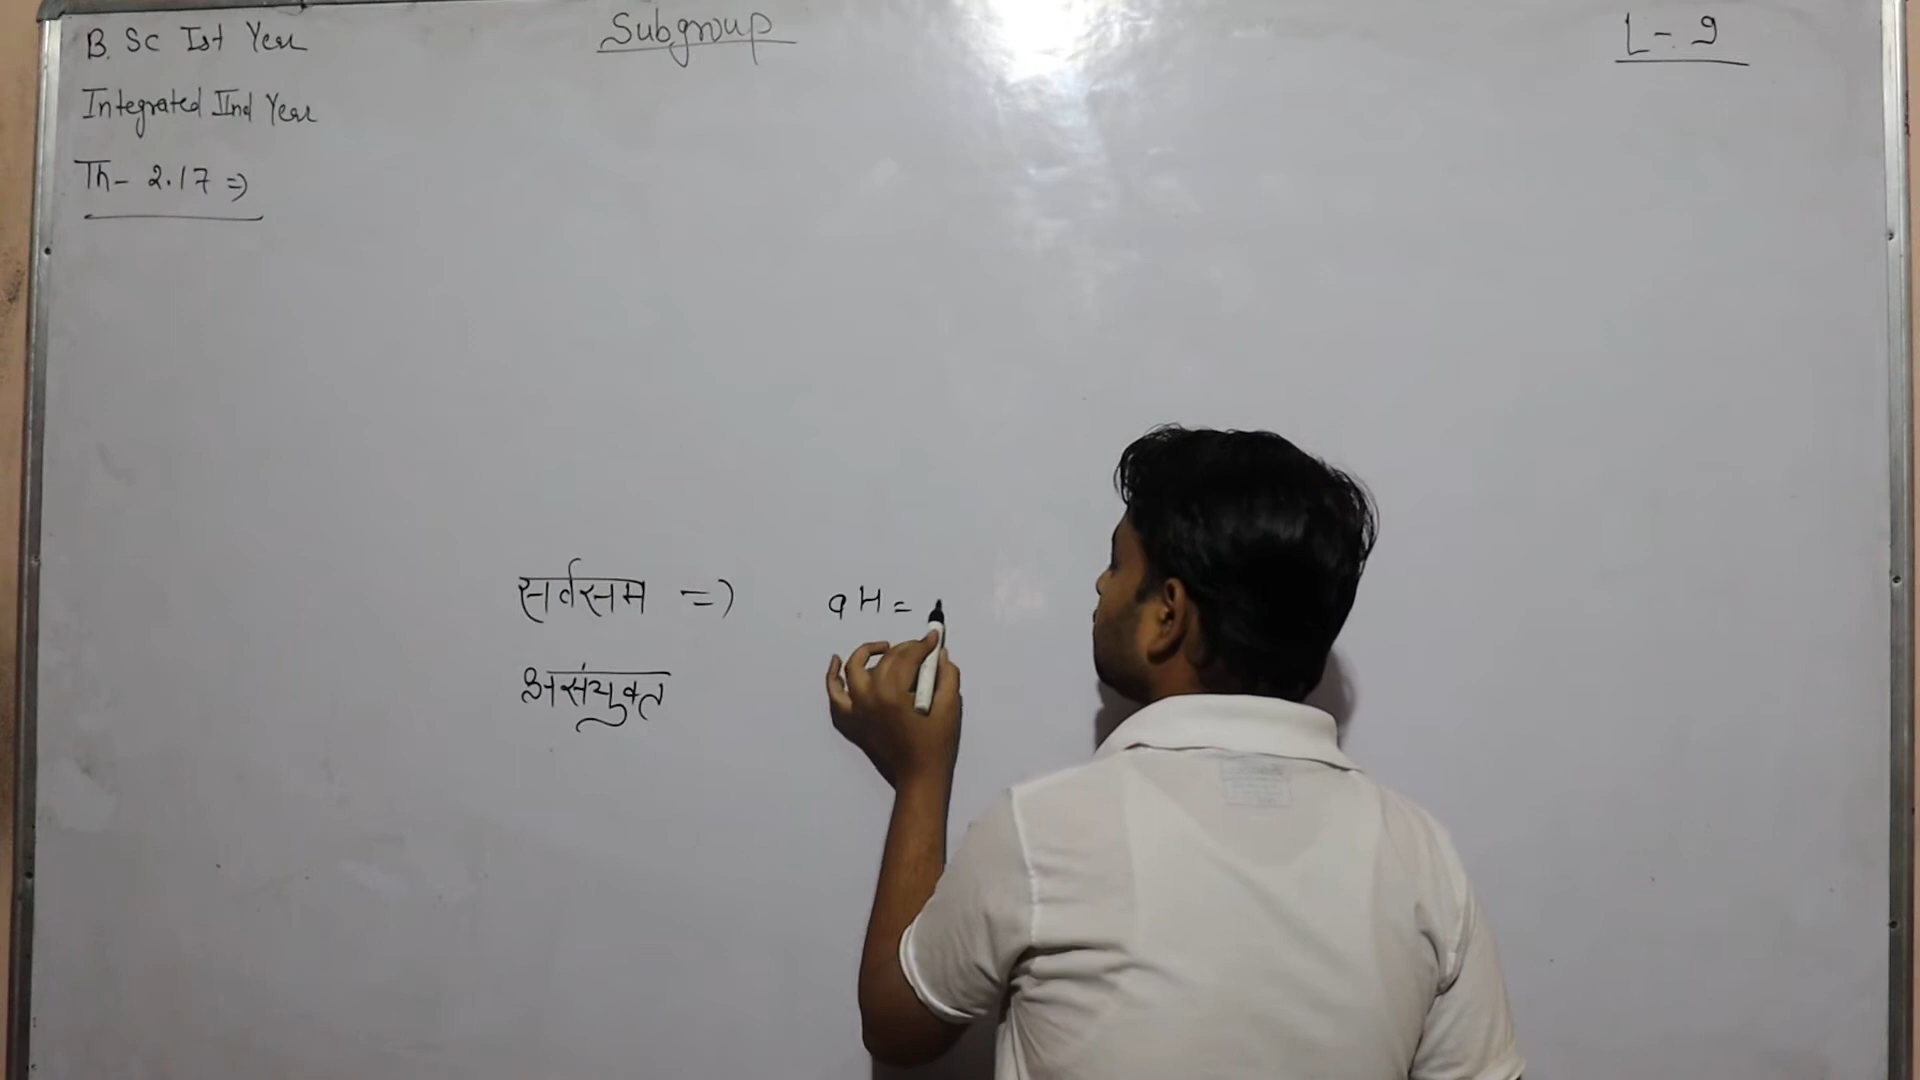 B. Sc Ist Year
Subgroup
L - 9
Integrated IInd Year
Th - 2.17 =>
सर्वसम => aH =
असंयुक्त